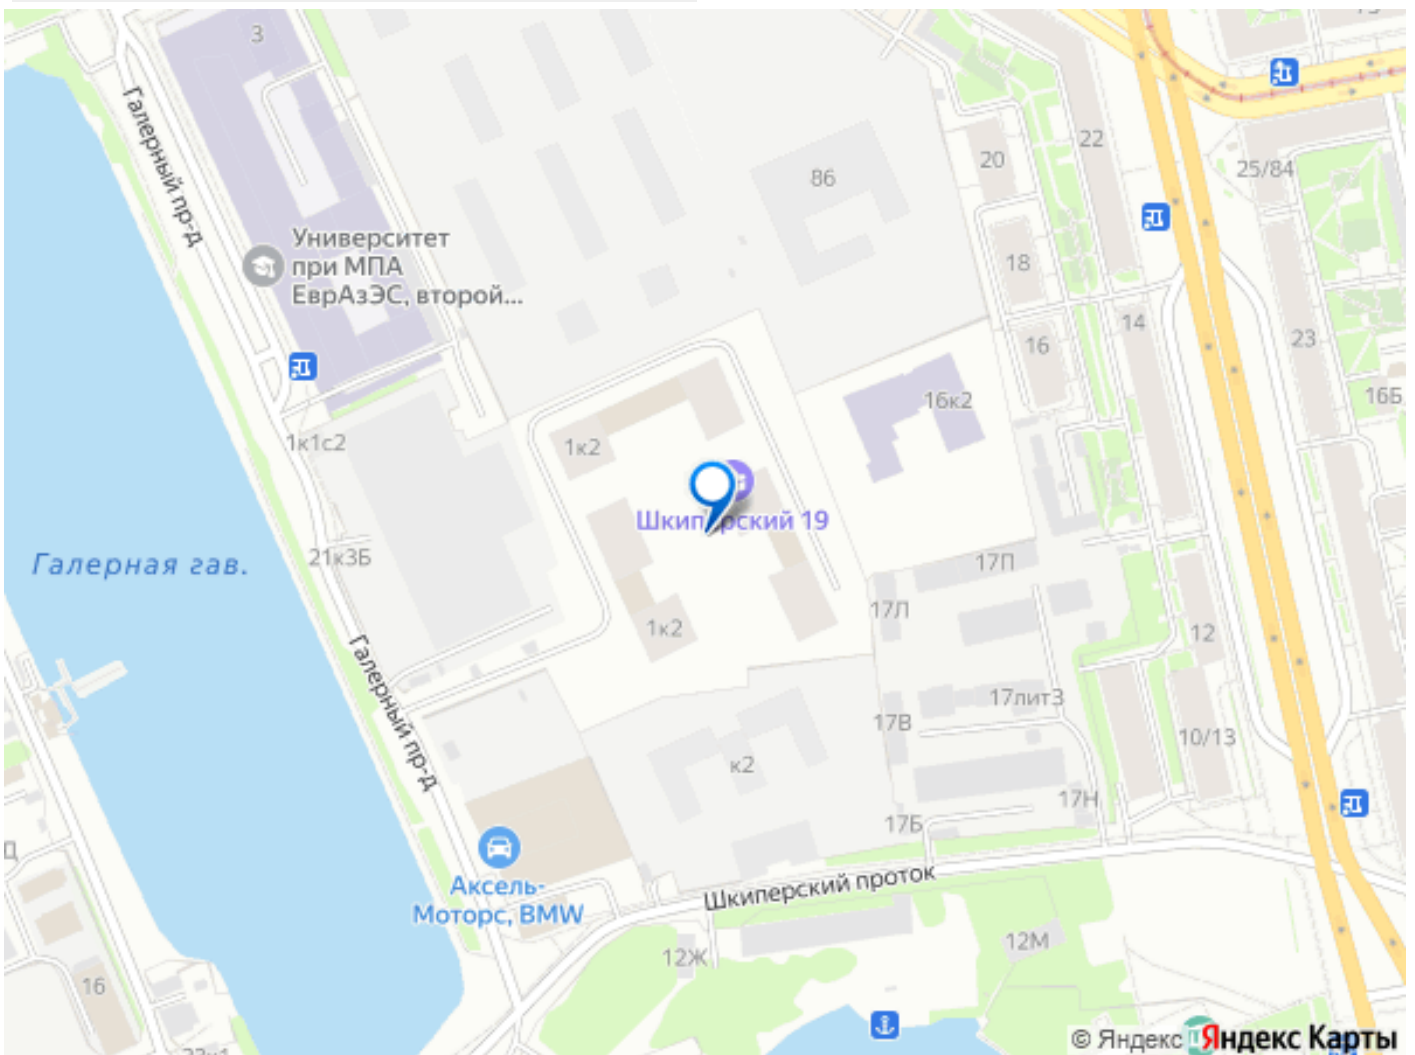 3
Галерный пр-д
22
20
25/84
86
Университет
при МПА
ЕврАзЭС, второй...
18
14
16
23
16Б
16к2
1к1с2
1к2
Шкиперский 19
Галерная гав.
21к3Б
17П
17Л
12
1к2
Галерный пр-д
17лит3
17В
10/13
к2
17Н
17Б
Аксель-
Моторс, BMW
Шкиперский проток
12М
12Ж
16
© Яндекс Яндекс Карты